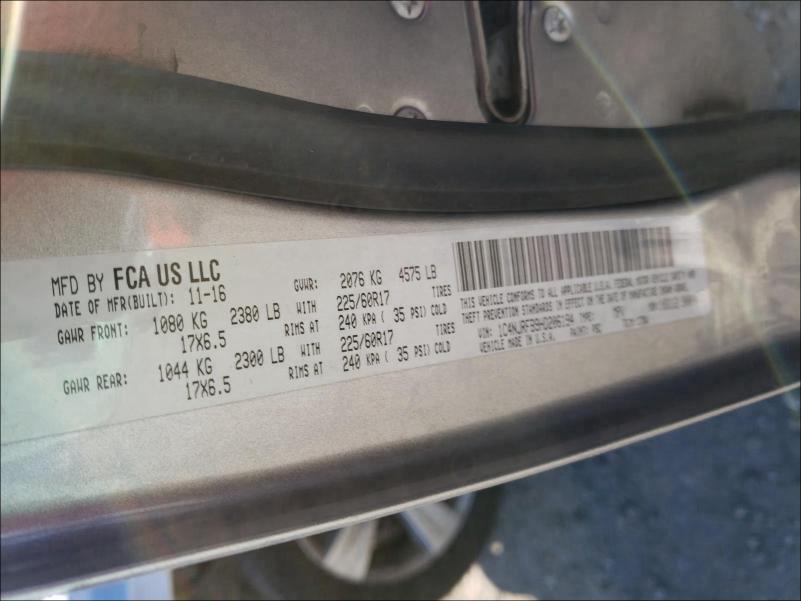 MFD BY FCA US LLC
DATE OF MFR(BUILT): 11-16
GVWR: 2076 KG 4575 LB
GAWR FRONT: 1080 KG 2380 LB WITH 225/60R17 TIRES
17X6.5 RIMS AT 240 KPA ( 35 PSI) COLD
GAWR REAR: 1044 KG 2300 LB WITH 225/60R17 TIRES
17X6.5 RIMS AT 240 KPA ( 35 PSI) COLD
THIS VEHICLE CONFORMS TO ALL APPLICABLE U.S.A. FEDERAL MOTOR VEHICLE SAFETY AND
THEFT PREVENTION STANDARDS IN EFFECT ON THE DATE OF MANUFACTURE SHOWN ABOVE.
VIN: TYPE: MPV
VEHICLE MADE IN U.S.A. PAINT: